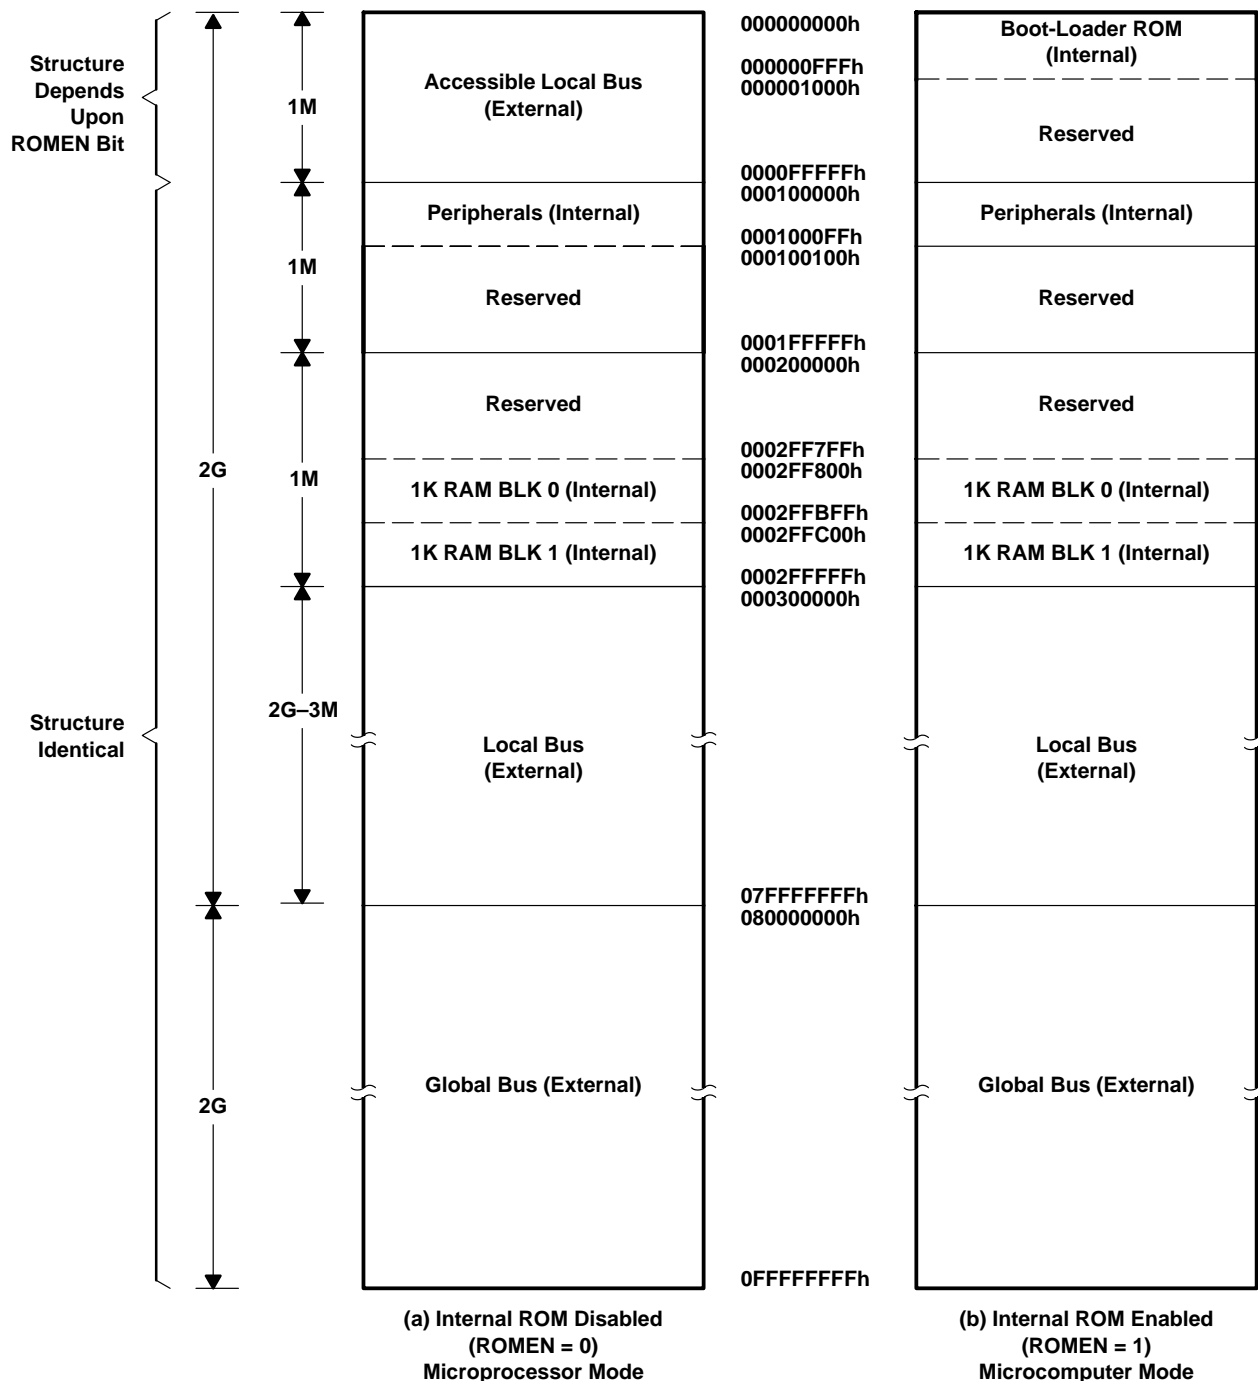 Structure
Depends
Upon
ROMEN Bit
Structure
Identical
2G
2G
1M
1M
1M
2G–3M
Accessible Local Bus
(External)
Peripherals (Internal)
Reserved
Reserved
1K RAM BLK 0 (Internal)
1K RAM BLK 1 (Internal)
Local Bus
(External)
Global Bus (External)
(a) Internal ROM Disabled
(ROMEN = 0)
Microprocessor Mode
000000000h
000000FFFh
000001000h
0000FFFFFh
000100000h
0001000FFh
000100100h
0001FFFFFh
000200000h
0002FF7FFh
0002FF800h
0002FFBFFh
0002FFC00h
0002FFFFFh
000300000h
07FFFFFFFh
080000000h
0FFFFFFFFh
Boot-Loader ROM
(Internal)
Reserved
Peripherals (Internal)
Reserved
Reserved
1K RAM BLK 0 (Internal)
1K RAM BLK 1 (Internal)
Local Bus
(External)
Global Bus (External)
(b) Internal ROM Enabled
(ROMEN = 1)
Microcomputer Mode